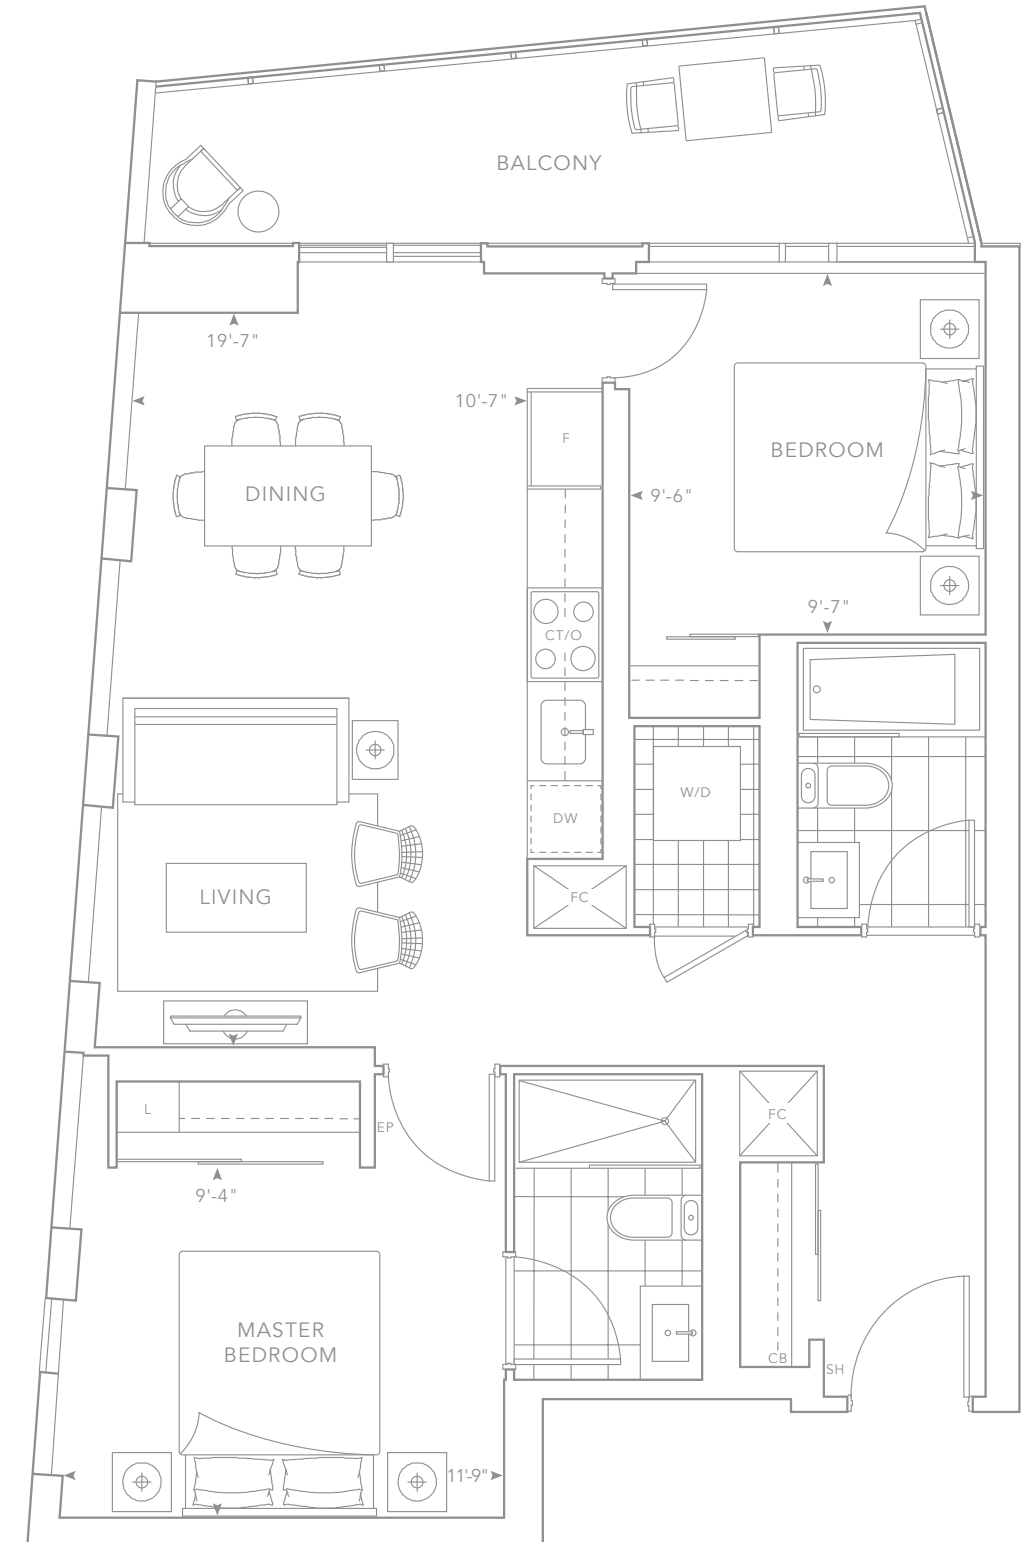 BALCONY
19'-7"
10'-7"
F
BEDROOM
DINING
9'-6"
9'-7"
CT/O
W/D
DW
LIVING
FC
L
EP
FC
9'-4"
MASTER
BEDROOM
CB
SH
11'-9"